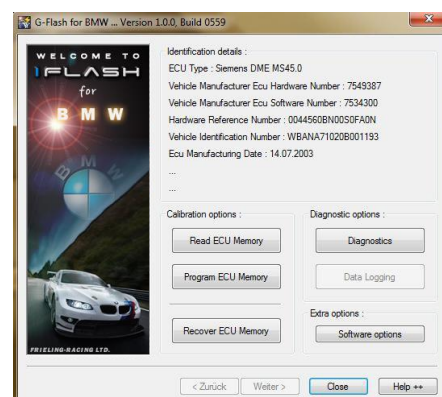 G-Flash for BMW ... Version 1.0.0, Build 0559
WELCOME TO
iFLASH
for
BMW
BMW
FRIELING-RACING LTD.
Identification details :
ECU Type : Siemens DME MS45.0
Vehicle Manufacturer Ecu Hardware Number : 7549387
Vehicle Manufacturer Ecu Software Number : 7534300
Hardware Reference Number : 0044560BN00S0FA0N
Vehicle Identification Number : WBANA71020B001193
Ecu Manufacturing Date : 14.07.2003
...
...
Calibration options :
Read ECU Memory
Program ECU Memory
Recover ECU Memory
Diagnostic options :
Diagnostics
Data Logging
Extra options :
Software options
< Zurück
Weiter >
Close
Help ++